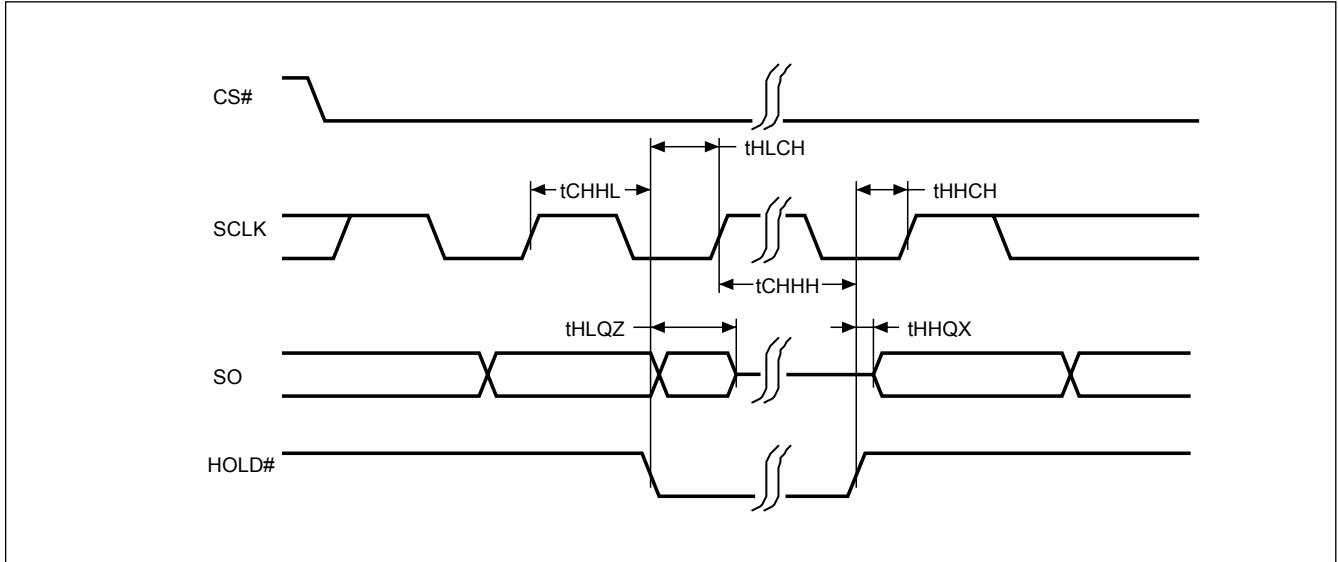 CS#
tHLCH
tCHHL
tHHCH
SCLK
tCHHH
tHLQZ
tHHQX
SO
HOLD#